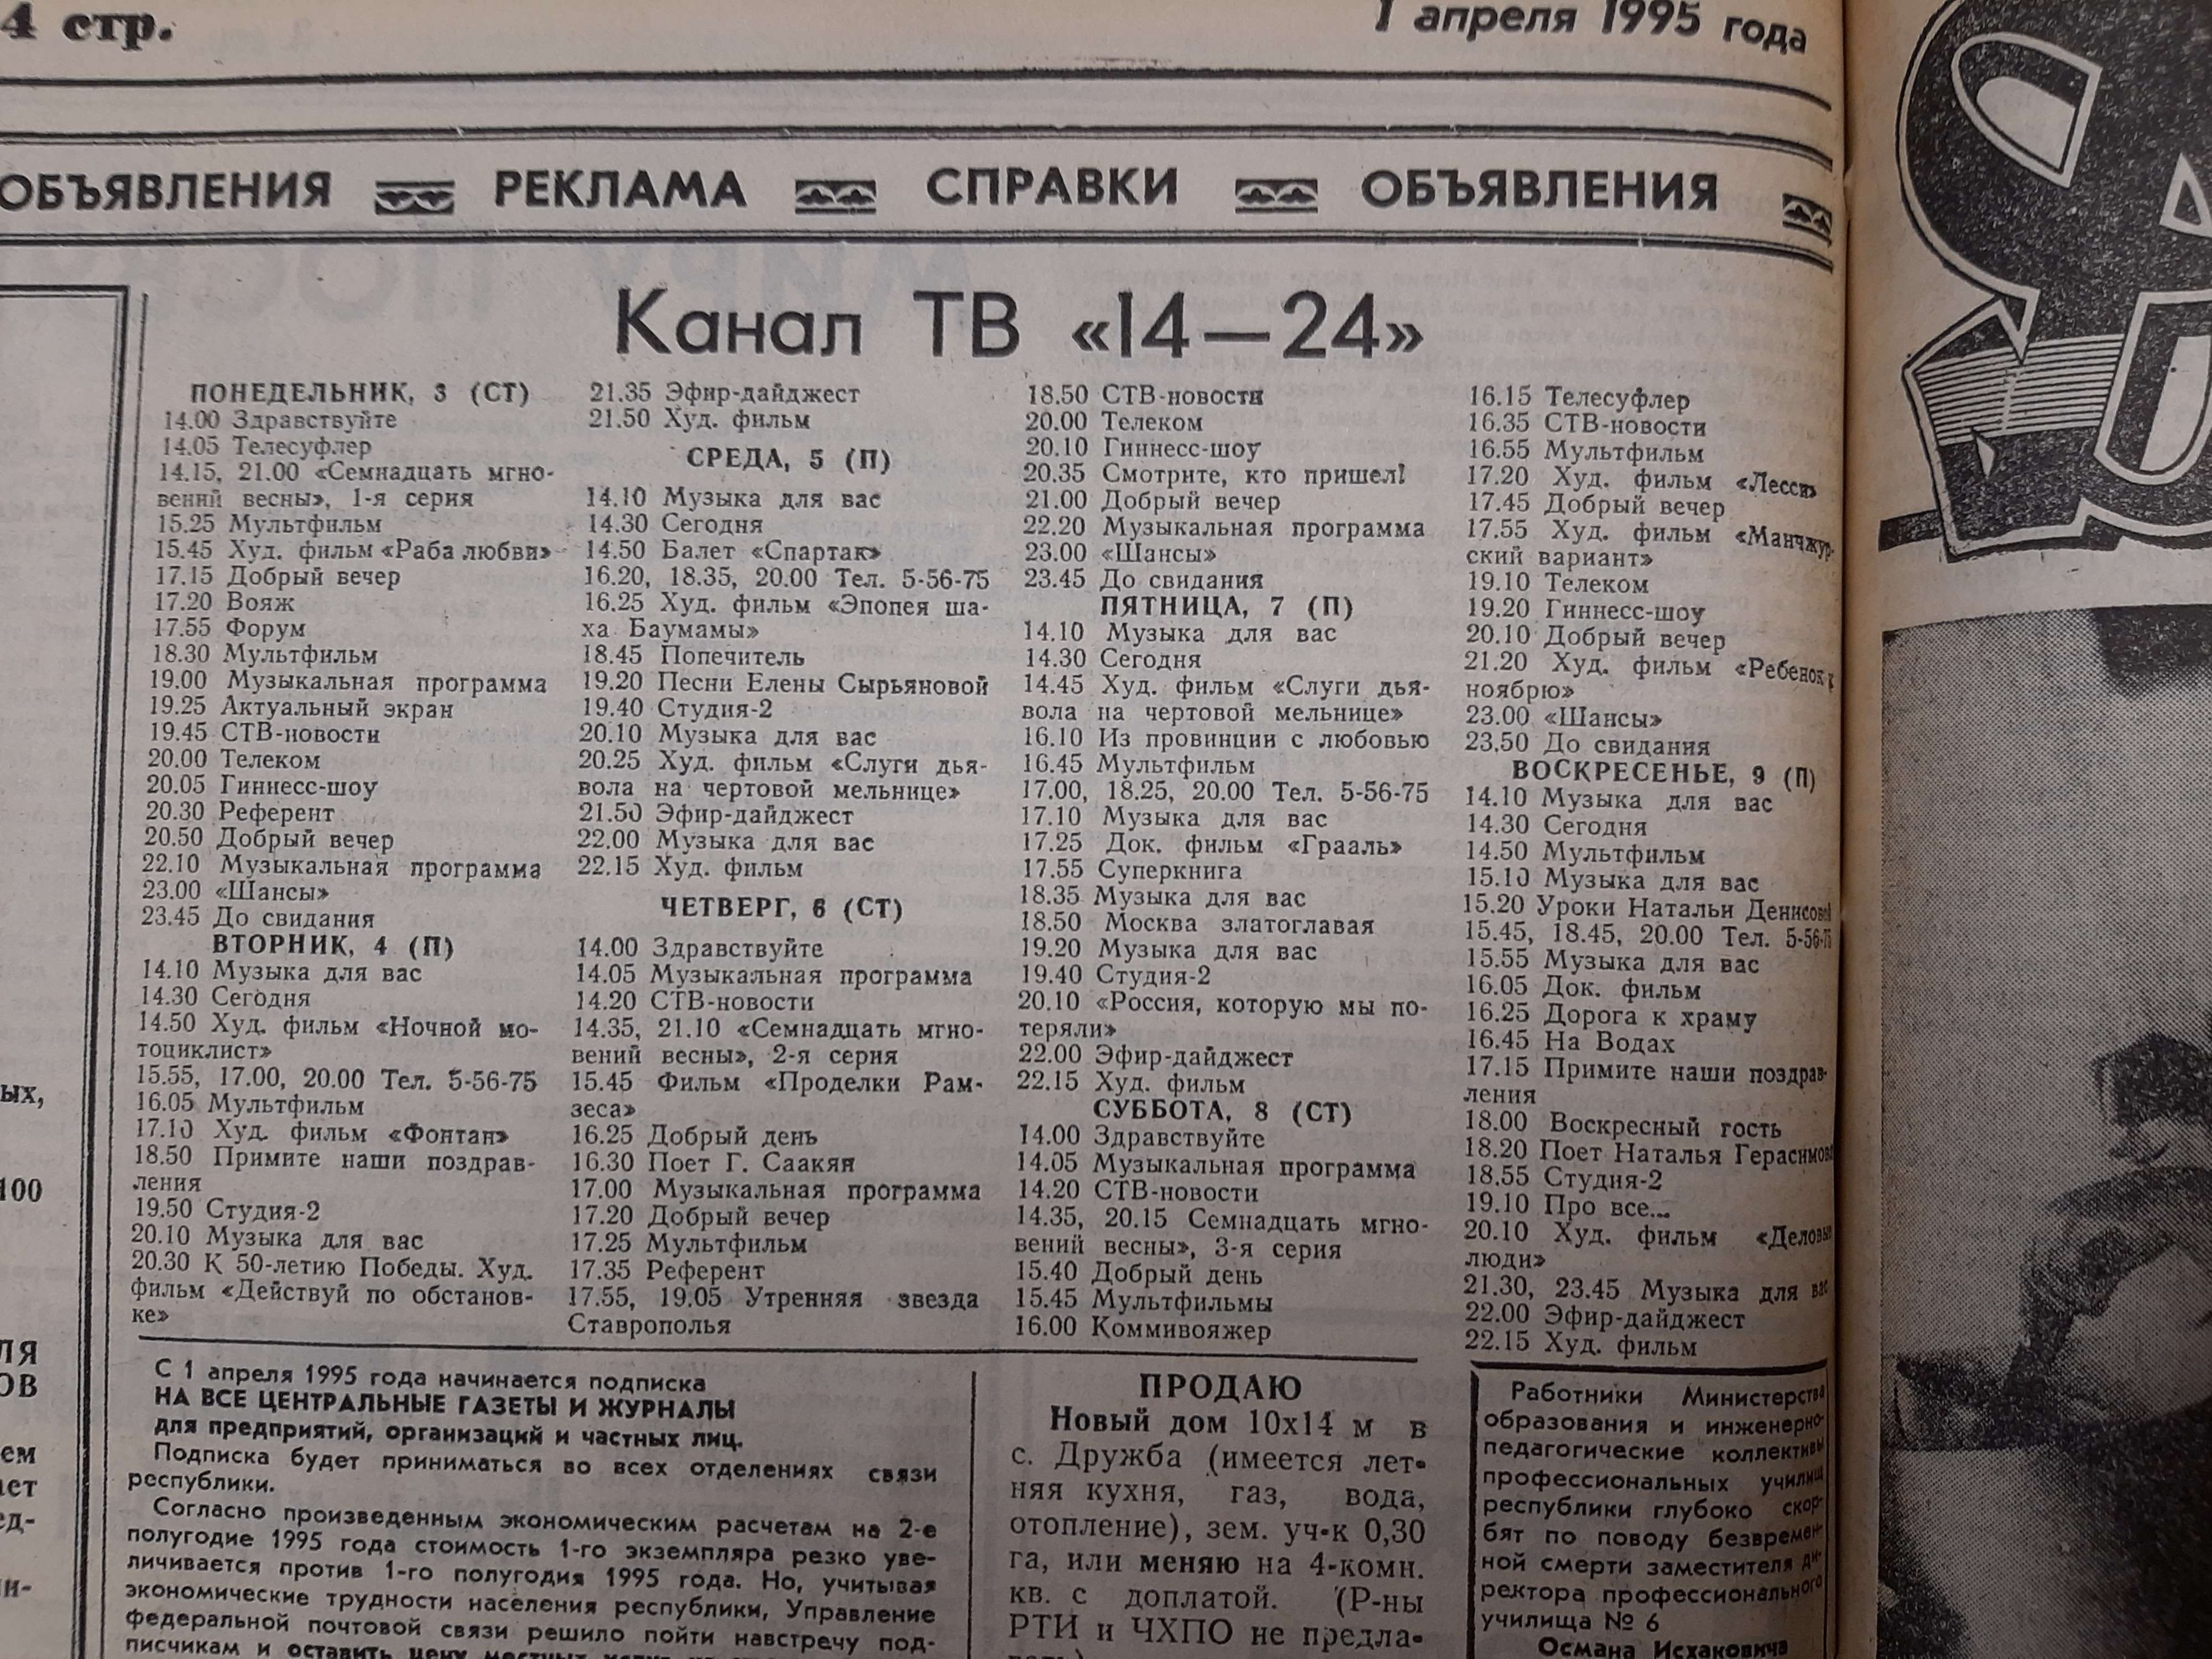 4 стр.
1 апреля 1995 года
ОБЪЯВЛЕНИЯ РЕКЛАМА СПРАВКИ ОБЪЯВЛЕНИЯ
Канал ТВ «14—24»
ПОНЕДЕЛЬНИК, 3 (СТ)
14.00 Здравствуйте
14.05 Телесуфлер
14.15, 21.00 «Семнадцать мгно-
вений весны», 1-я серия
15.25 Мультфильм
15.45 Худ. фильм «Раба любви»
17.15 Добрый вечер
17.20 Вояж
17.55 Форум
18.30 Мультфильм
19.00 Музыкальная программа
19.25 Актуальный экран
19.45 СТВ-новости
20.00 Телеком
20.05 Гиннесс-шоу
20.30 Референт
20.50 Добрый вечер
22.10 Музыкальная программа
23.00 «Шансы»
23.45 До свидания
ВТОРНИК, 4 (П)
14.10 Музыка для вас
14.30 Сегодня
14.50 Худ. фильм «Ночной мо-
тоциклист»
15.55, 17.00, 20.00 Тел. 5-56-75
16.05 Мультфильм
17.10 Худ. фильм «Фонтан»
18.50 Примите наши поздрав-
ления
19.50 Студия-2
20.10 Музыка для вас
20.30 К 50-летию Победы. Худ.
фильм «Действуй по обстанов-
ке»
21.35 Эфир-дайджест
21.50 Худ. фильм
СРЕДА, 5 (П)
14.10 Музыка для вас
14.30 Сегодня
14.50 Балет «Спартак»
16.20, 18.35, 20.00 Тел. 5-56-75
16.25 Худ. фильм «Эпопея ша-
ха Баумамы»
18.45 Попечитель
19.20 Песни Елены Сырьяновой
19.40 Студия-2
20.10 Музыка для вас
20.25 Худ. фильм «Слуги дья-
вола на чертовой мельнице»
21.50 Эфир-дайджест
22.00 Музыка для вас
22.15 Худ. фильм
ЧЕТВЕРГ, 6 (СТ)
14.00 Здравствуйте
14.05 Музыкальная программа
14.20 СТВ-новости
14.35, 21.10 «Семнадцать мгно-
вений весны», 2-я серия
15.45 Фильм «Проделки Рам-
зеса»
16.25 Добрый день
16.30 Поет Г. Саакян
17.00 Музыкальная программа
17.20 Добрый вечер
17.25 Мультфильм
17.35 Референт
17.55, 19.05 Утренняя звезда
Ставрополья
18.50 СТВ-новости
20.00 Телеком
20.10 Гиннесс-шоу
20.35 Смотрите, кто пришел!
21.00 Добрый вечер
22.20 Музыкальная программа
23.00 «Шансы»
23.45 До свидания
ПЯТНИЦА, 7 (П)
14.10 Музыка для вас
14.30 Сегодня
14.45 Худ. фильм «Слуги дья-
вола на чертовой мельнице»
16.10 Из провинции с любовью
16.45 Мультфильм
17.00, 18.25, 20.00 Тел. 5-56-75
17.10 Музыка для вас
17.25 Док. фильм «Грааль»
17.55 Суперкнига
18.35 Музыка для вас
18.50 Москва златоглавая
19.20 Музыка для вас
19.40 Студия-2
20.10 «Россия, которую мы по-
теряли»
22.00 Эфир-дайджест
22.15 Худ. фильм
СУББОТА, 8 (СТ)
14.00 Здравствуйте
14.05 Музыкальная программа
14.20 СТВ-новости
14.35, 20.15 Семнадцать мгно-
вений весны», 3-я серия
15.40 Добрый день
15.45 Мультфильмы
16.00 Коммивояжер
16.15 Телесуфлер
16.35 СТВ-новости
16.55 Мультфильм
17.20 Худ. фильм «Лесси»
17.45 Добрый вечер
17.55 Худ. фильм «Манчжур-
ский вариант»
19.10 Телеком
19.20 Гиннесс-шоу
20.10 Добрый вечер
21.20 Худ. фильм «Ребенок к
ноябрю»
23.00 «Шансы»
23,50 До свидания
ВОСКРЕСЕНЬЕ, 9 (П)
14.10 Музыка для вас
14.30 Сегодня
14.50 Мультфильм
15.10 Музыка для вас
15.20 Уроки Натальи Денисовой
15.45, 18.45, 20.00 Тел. 5-56-75
15.55 Музыка для вас
16.05 Док. фильм
16.25 Дорога к храму
16.45 На Водах
17.15 Примите наши поздрав-
ления
18.00 Воскресный гость
18.20 Поет Наталья Герасимова
18.55 Студия-2
19.10 Про все...
20.10 Худ. фильм «Деловые
люди»
21.30, 23.45 Музыка для вас
22.00 Эфир-дайджест
22.15 Худ. фильм
С 1 апреля 1995 года начинается подписка
НА ВСЕ ЦЕНТРАЛЬНЫЕ ГАЗЕТЫ И ЖУРНАЛЫ
для предприятий, организаций и частных лиц.
Подписка будет приниматься во всех отделениях связи
республики.
Согласно произведенным экономическим расчетам на 2-е
полугодие 1995 года стоимость 1-го экземпляра резко уве-
личивается против 1-го полугодия 1995 года. Но, учитывая
экономические трудности населения республики, Управление
федеральной почтовой связи решило пойти навстречу под-
писчикам и оставить цену
ПРОДАЮ
Новый дом 10х14 м в
с. Дружба (имеется лет-
няя кухня, газ, вода,
отопление), зем. уч-к 0,30
га, или меняю на 4-комн.
кв. с доплатой. (Р-ны
РТИ и ЧХПО не предла-
Работники Министерства
образования и инженерно-
педагогические коллективы
профессиональных училищ
республики глубоко скор-
бят по поводу безвремен-
ной смерти заместителя ди-
ректора профессионального
училища № 6
Османа Исхаковича
ых,
100
ЛЯ
ОВ
ем
ает
ед-